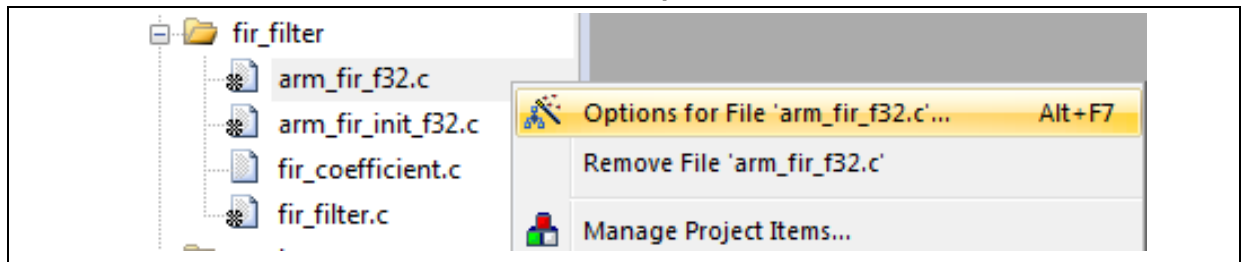 fir_filter
arm_fir_f32.c
arm_fir_init_f32.c
fir_coefficient.c
fir_filter.c
Options for File 'arm_fir_f32.c'... Alt+F7
Remove File 'arm_fir_f32.c'
Manage Project Items...